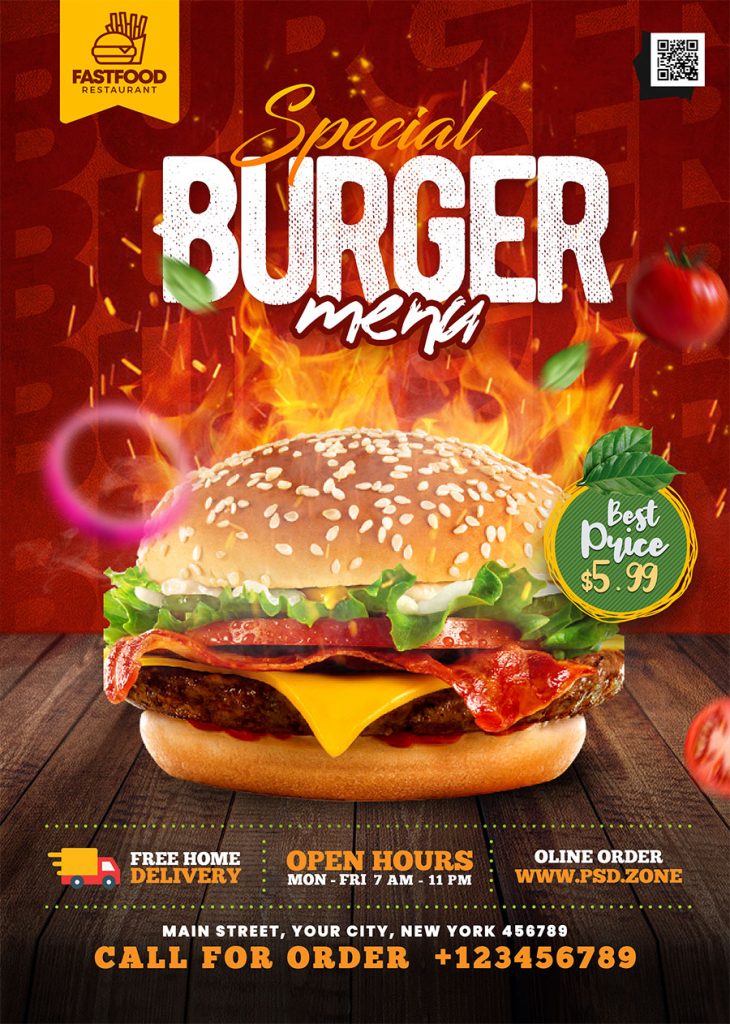 FASTFOOD
RESTAURANT
Special
BURGER
menu
Best
Price
$5.99
FREE HOME
DELIVERY
OPEN HOURS
MON - FRI 7 AM - 11 PM
OLINE ORDER
WWW.PSD.ZONE
MAIN STREET, YOUR CITY, NEW YORK 456789
CALL FOR ORDER +123456789